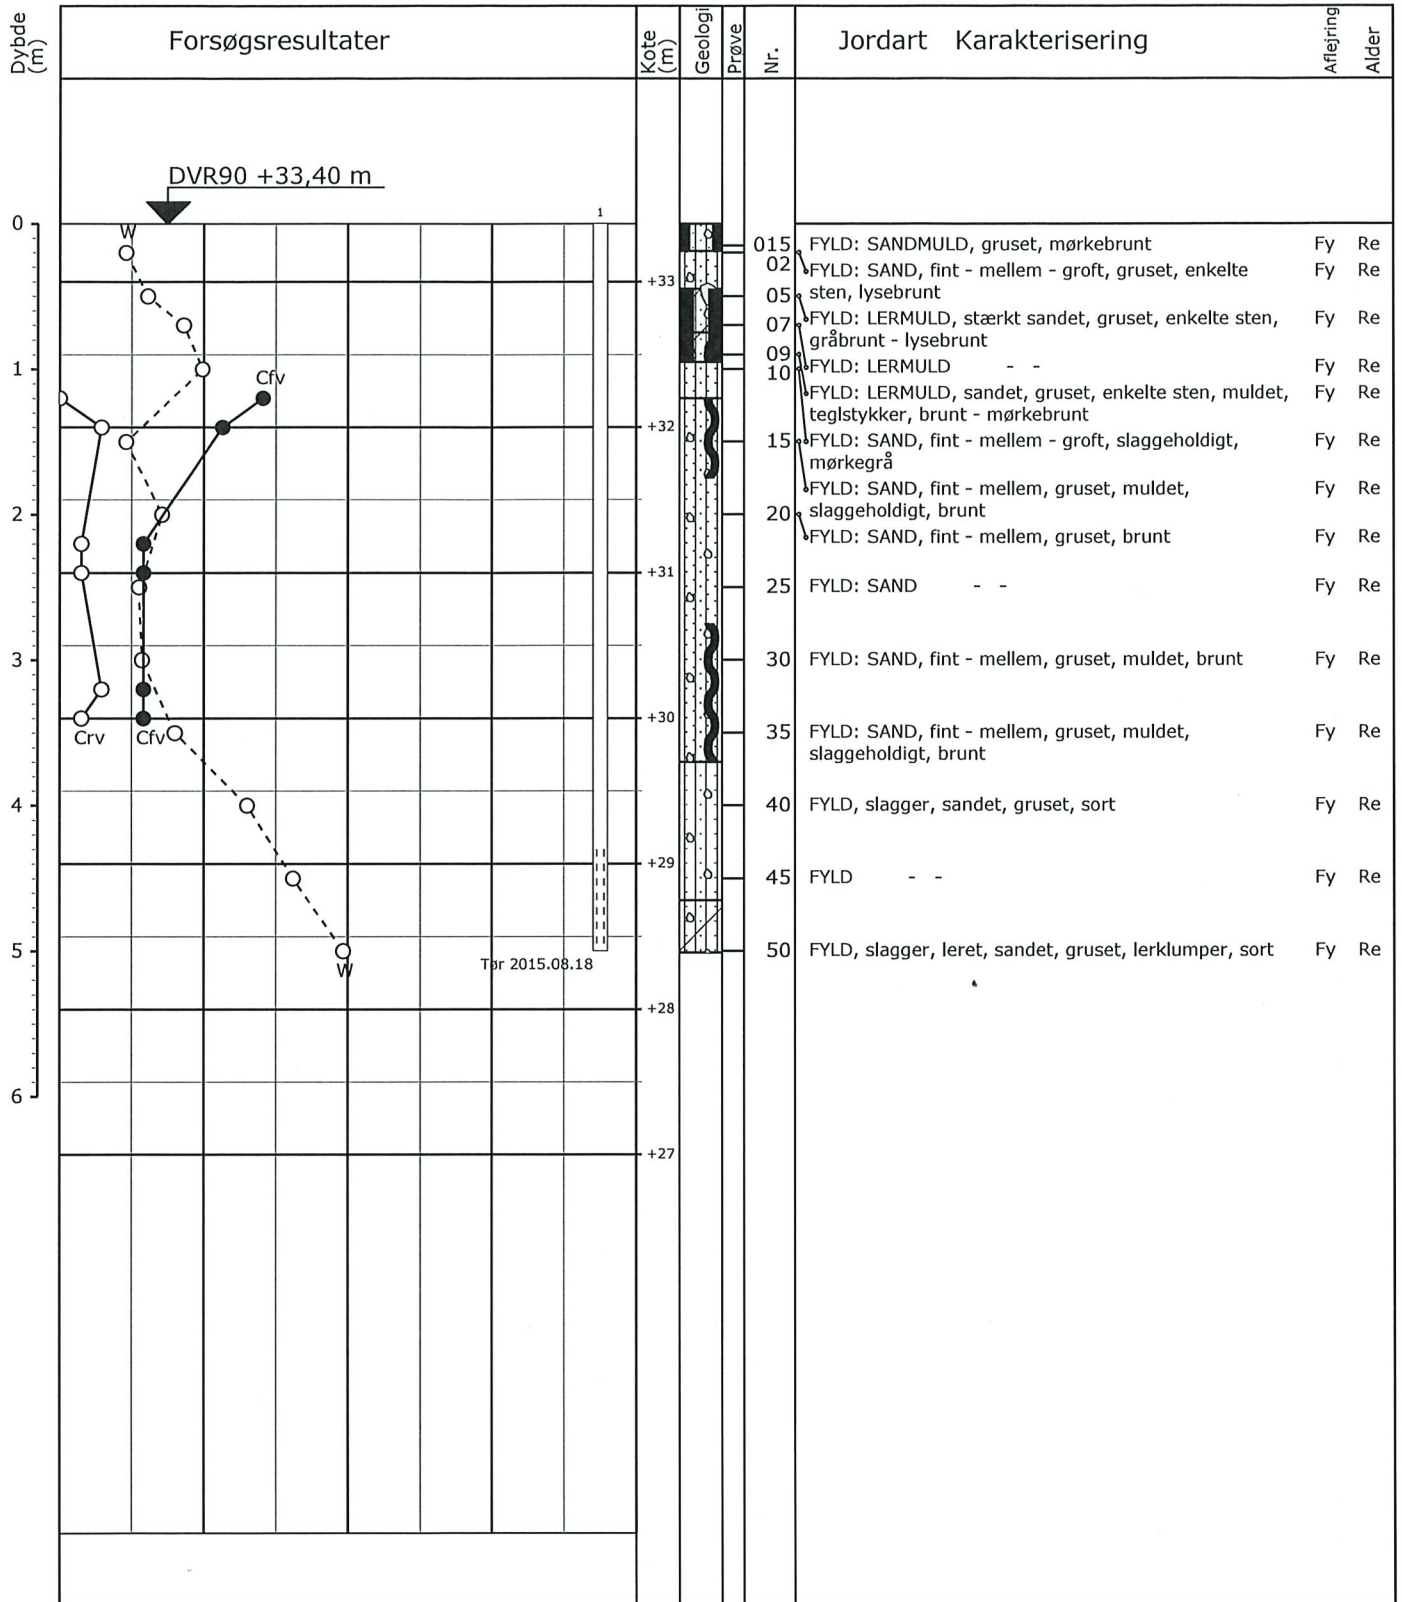 Dybde
(m)
Forsøgsresultater
Kote
(m)
Geologi
Prøve
Nr.
Jordart Karakterisering
Aflejring
Alder
DVR90 +33,40 m
0
1
2
3
4
5
6
W
1
Cfv
Crv
Cfv
W
Tør 2015.08.18
+33
+32
+31
+30
+29
+28
+27
015 FYLD: SANDMULD, gruset, mørkebrunt Fy Re
02 FYLD: SAND, fint - mellem - groft, gruset, enkelte Fy Re
sten, lysebrunt
05 FYLD: LERMULD, stærkt sandet, gruset, enkelte sten, Fy Re
gråbrunt - lysebrunt
07 FYLD: LERMULD - - Fy Re
09 FYLD: LERMULD, sandet, gruset, enkelte sten, muldet, Fy Re
teglstykker, brunt - mørkebrunt
10 FYLD: SAND, fint - mellem - groft, slaggeholdigt, Fy Re
mørkegrå
15 FYLD: SAND, fint - mellem, gruset, muldet, Fy Re
slaggeholdigt, brunt
20 FYLD: SAND, fint - mellem, gruset, brunt Fy Re
25 FYLD: SAND - - Fy Re
30 FYLD: SAND, fint - mellem, gruset, muldet, brunt Fy Re
35 FYLD: SAND, fint - mellem, gruset, muldet, Fy Re
slaggeholdigt, brunt
40 FYLD, slagger, sandet, gruset, sort Fy Re
45 FYLD - - Fy Re
50 FYLD, slagger, leret, sandet, gruset, lerklumper, sort Fy Re